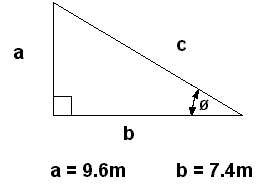 a
c
ø
b
a = 9.6m b = 7.4m